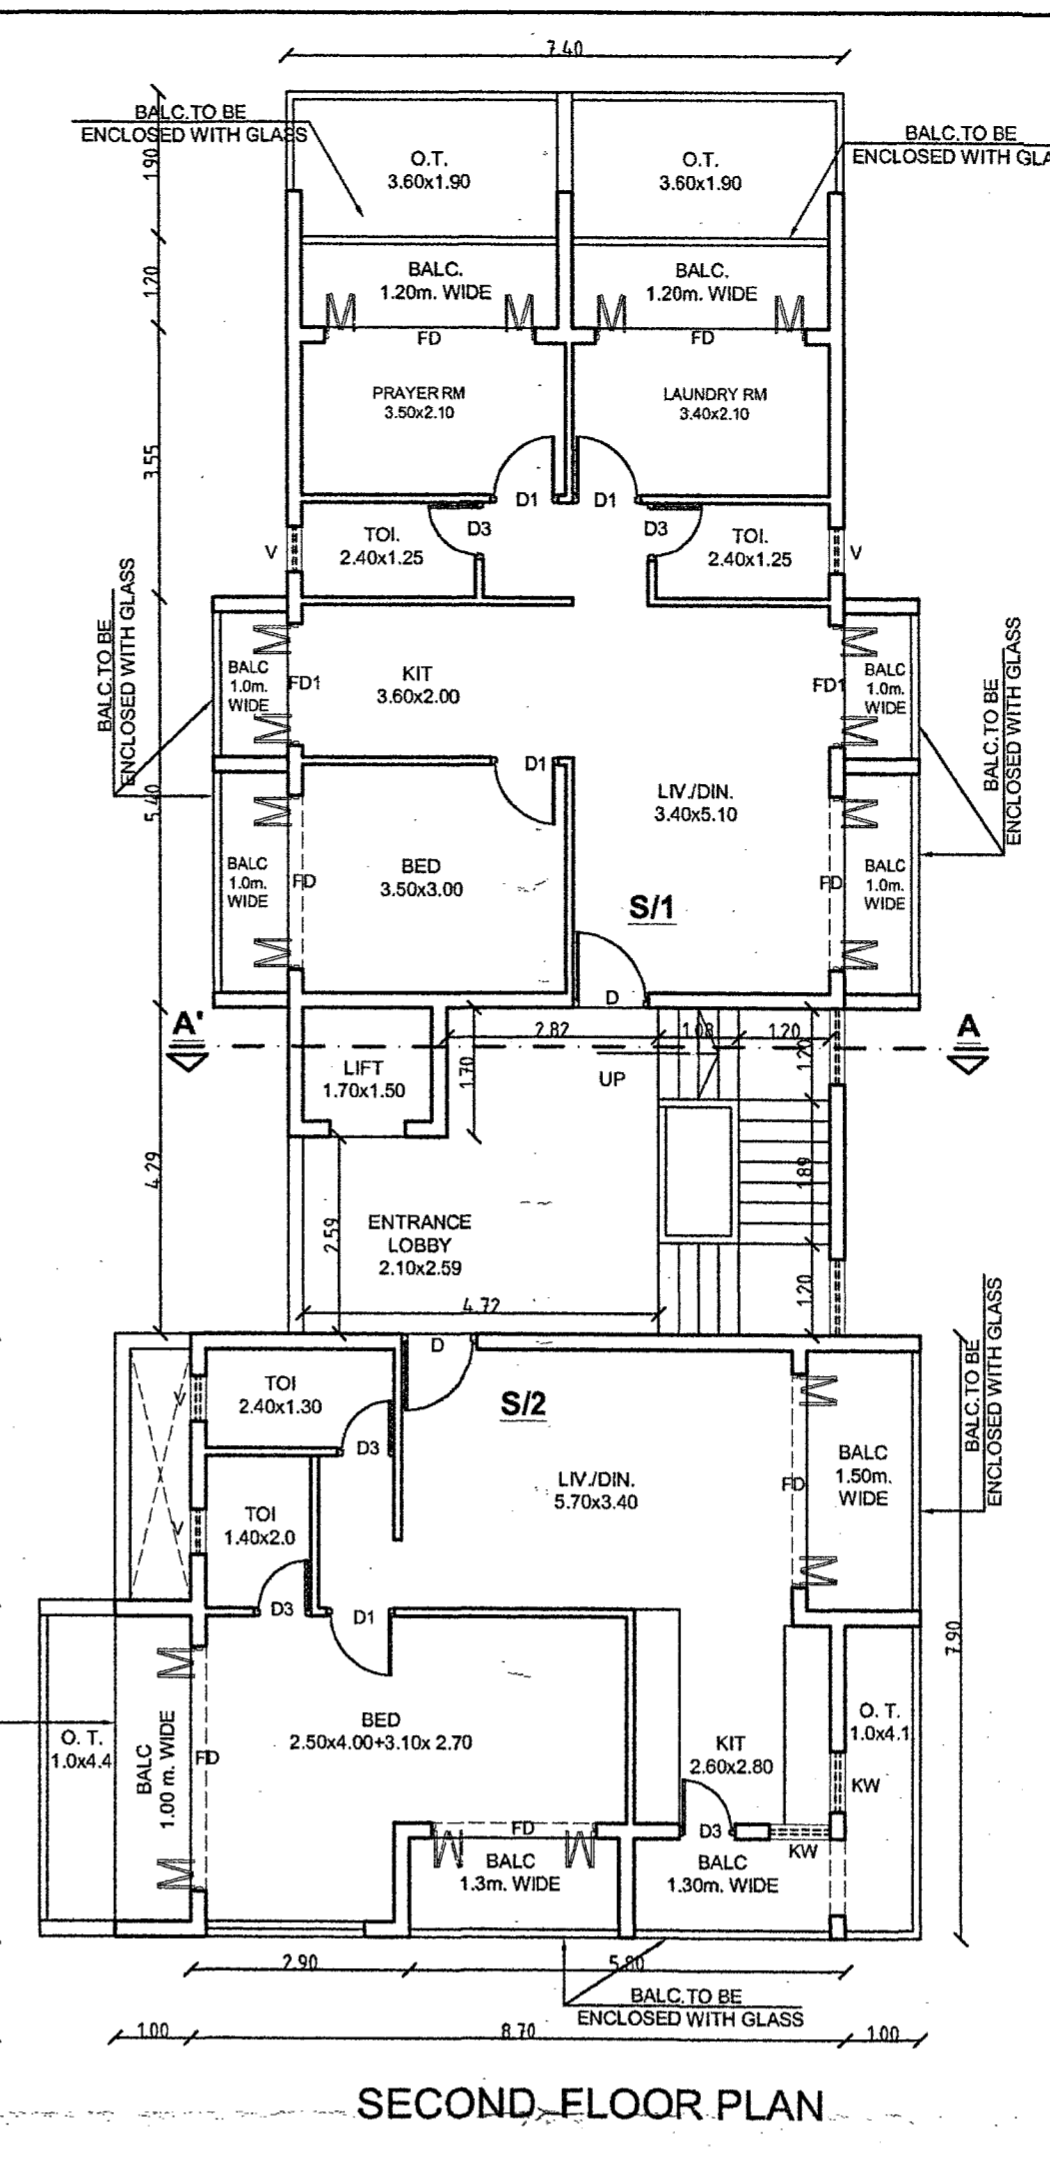 7.40
BALC.TO BE
ENCLOSED WITH GLASS
BALC.TO BE
ENCLOSED WITH GLA
1.90
O.T.
3.60x1.90
O.T.
3.60x1.90
1.20
BALC.
1.20m. WIDE
BALC.
1.20m. WIDE
FD
FD
PRAYER RM
3.50x2.10
LAUNDRY RM
3.40x2.10
3.55
D1
D1
D3
D3
V
TOI.
2.40x1.25
TOI.
2.40x1.25
V
BALC.TO BE
ENCLOSED WITH GLASS
BALC
1.0m.
WIDE
FD1
KIT
3.60x2.00
FD1
BALC
1.0m.
WIDE
BALC.TO BE
ENCLOSED WITH GLASS
D1
5.40
LIV./DIN.
3.40x5.10
BALC
1.0m.
WIDE
FD
BED
3.50x3.00
FD
BALC
1.0m.
WIDE
S/1
D
A'
2.82
1.08
1.20
A
1.20
LIFT
1.70x1.50
1.70
UP
4.29
1.89
2.59
ENTRANCE
LOBBY
2.10x2.59
1.20
4.72
D
TOI
2.40x1.30
S/2
D3
BALC.TO BE
ENCLOSED WITH GLASS
LIV./DIN.
5.70x3.40
FD
BALC
1.50m.
WIDE
TOI
1.40x2.0
D3
D1
7.90
O. T.
1.0x4.4
BALC
1.00 m. WIDE
FD
BED
2.50x4.00+3.10x 2.70
KIT
2.60x2.80
O. T.
1.0x4.1
KW
FD
D3
KW
BALC
1.3m. WIDE
BALC
1.30m. WIDE
2.90
5.80
BALC.TO BE
ENCLOSED WITH GLASS
1.00
8.70
1.00
SECOND FLOOR PLAN